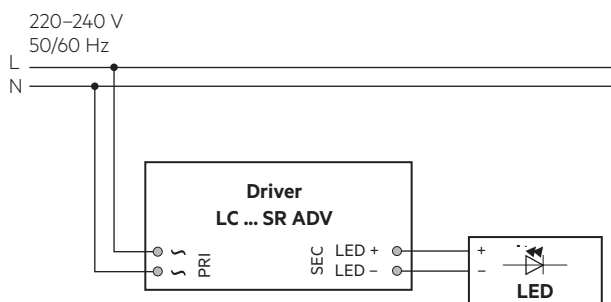 220–240 V
50/60 Hz
L
N
Driver
LC ... SR ADV
~ PRI SEC LED + +
~ LED – –
LED